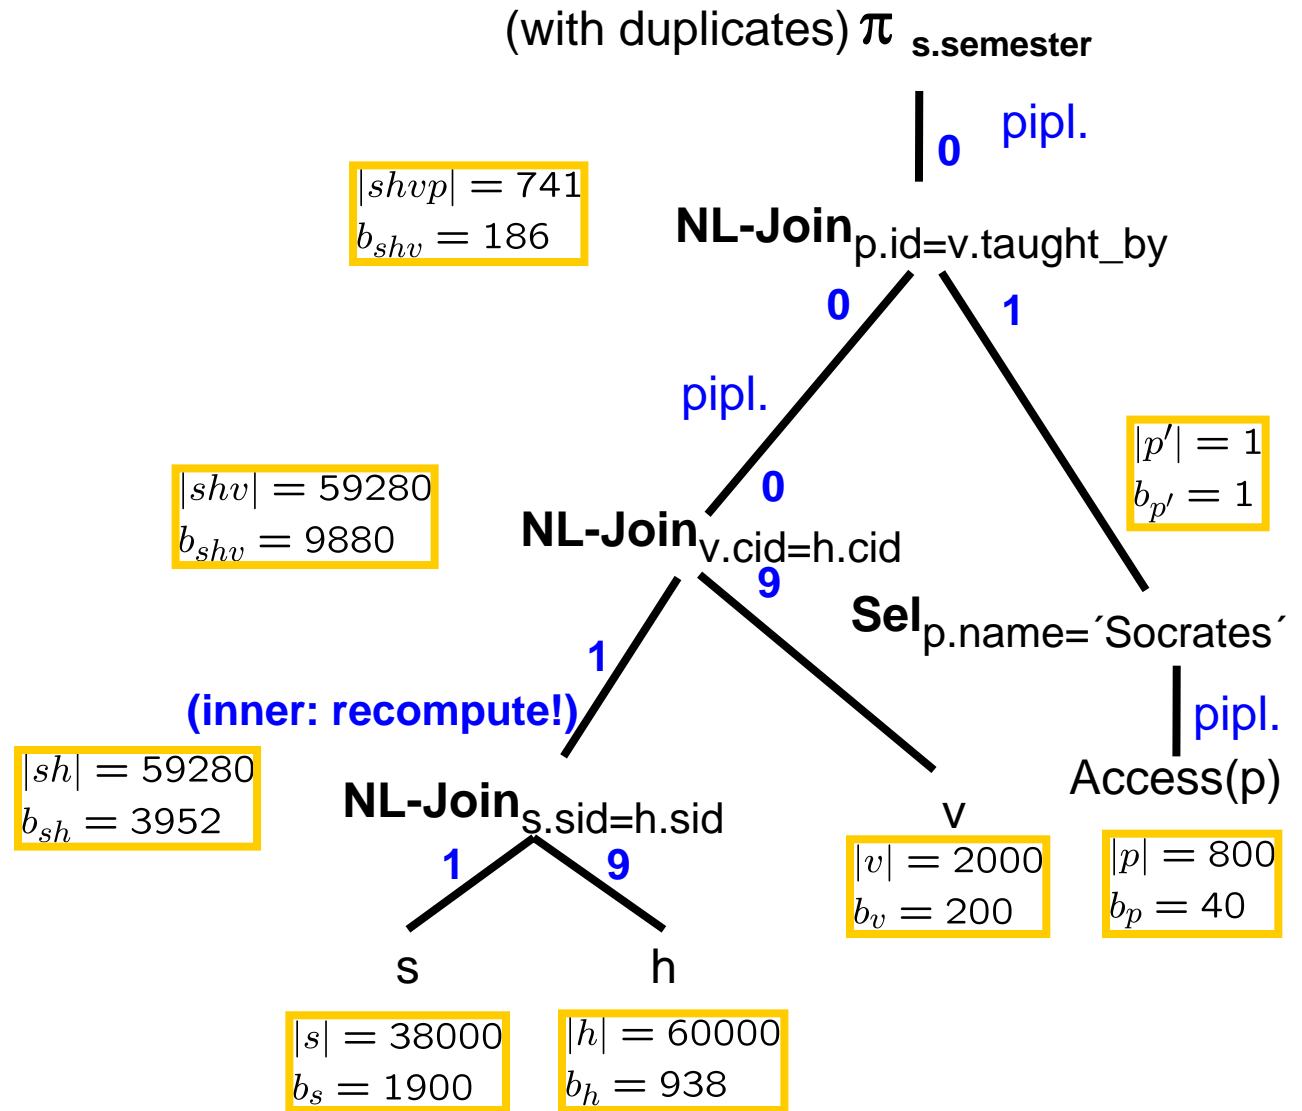 (with duplicates) π s.semester
0 pipl.
|shvp| = 741
b_shv = 186
NL-Join p.id=v.taught_by
0 1
pipl.
|p′| = 1
b_p′ = 1
|shv| = 59280
b_shv = 9880
0
NL-Join v.cid=h.cid
9
Sel p.name=´Socrates´
1
(inner: recompute!)
pipl.
|sh| = 59280
b_sh = 3952
NL-Join s.sid=h.sid
Access(p)
v
1 9
|v| = 2000
b_v = 200
|p| = 800
b_p = 40
s h
|s| = 38000
b_s = 1900
|h| = 60000
b_h = 938